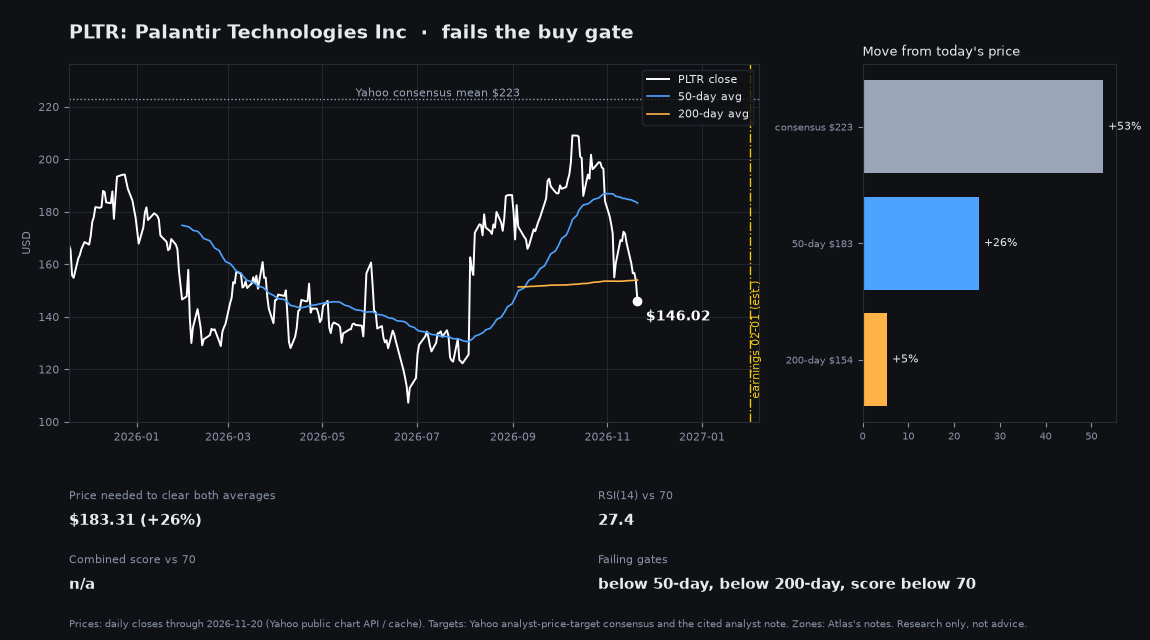 PLTR: Palantir Technologies Inc · fails the buy gate
Move from today's price
Yahoo consensus mean $223
PLTR close
50-day avg
200-day avg
USD
220
200
180
160
140
120
100
$146.02
earnings 02-01 (est.)
2026-01
2026-03
2026-05
2026-07
2026-09
2026-11
2027-01
consensus $223
+53%
50-day $183
+26%
200-day $154
+5%
0
10
20
30
40
50
Price needed to clear both averages
$183.31 (+26%)
RSI(14) vs 70
27.4
Combined score vs 70
n/a
Failing gates
below 50-day, below 200-day, score below 70
Prices: daily closes through 2026-11-20 (Yahoo public chart API / cache). Targets: Yahoo analyst-price-target consensus and the cited analyst note. Zones: Atlas's notes. Research only, not advice.